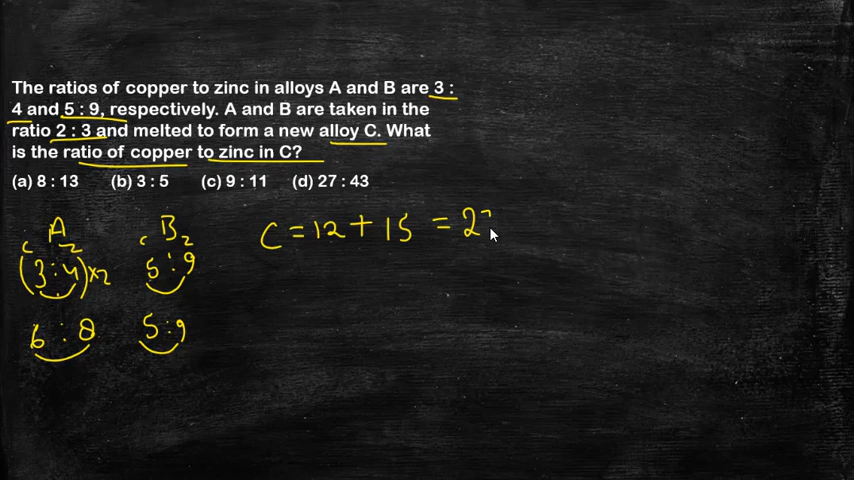 The ratios of copper to zinc in alloys A and B are 3 :
4 and 5 : 9, respectively. A and B are taken in the
ratio 2 : 3 and melted to form a new alloy C. What
is the ratio of copper to zinc in C?
(a) 8 : 13 (b) 3 : 5 (c) 9 : 11 (d) 27 : 43
A B C = 12 + 15 = 27
C Z C Z
(3 : 4) x2 5 : 9
6 : 8 5 : 9